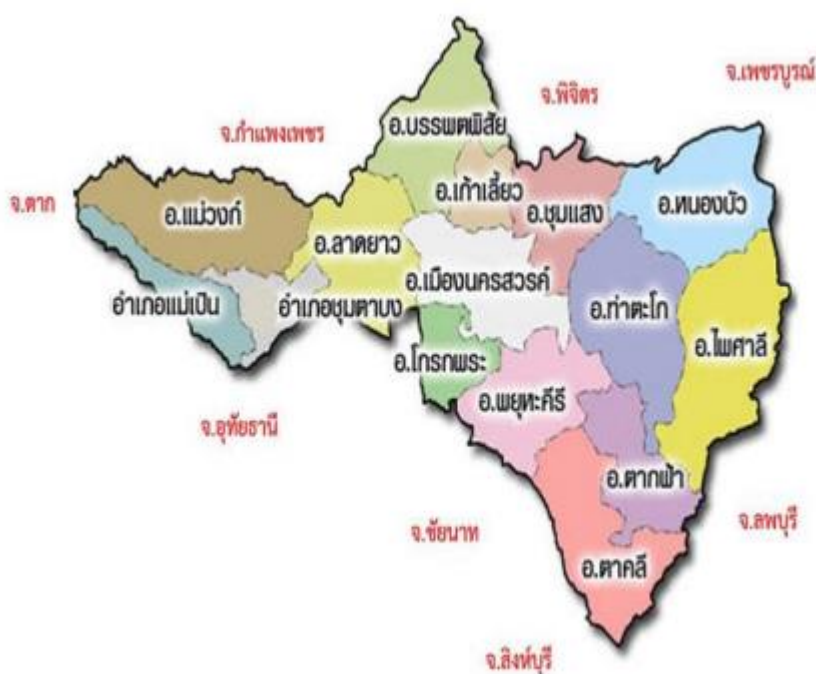 จ.เพชรบูรณ์
จ.พิจิตร
จ.กำแพงเพชร
อ.บรรพตพิสัย
อ.เก้าเลี้ยว
จ.ตาก
อ.แม่วงก์
อ.ชุมแสง
อ.หนองบัว
อ.ลาดยาว
อ.เมืองนครสวรค์
อำเภอแม่เปิน
อำเภอชุมตาบง
อ.ท่าตะโก
อ.ไพศาลี
อ.โกรกพระ
อ.พยุหะคีรี
จ.อุทัยธานี
อ.ตากฟ้า
จ.ชัยนาท
จ.ลพบุรี
อ.ตาคลี
จ.สิงห์บุรี